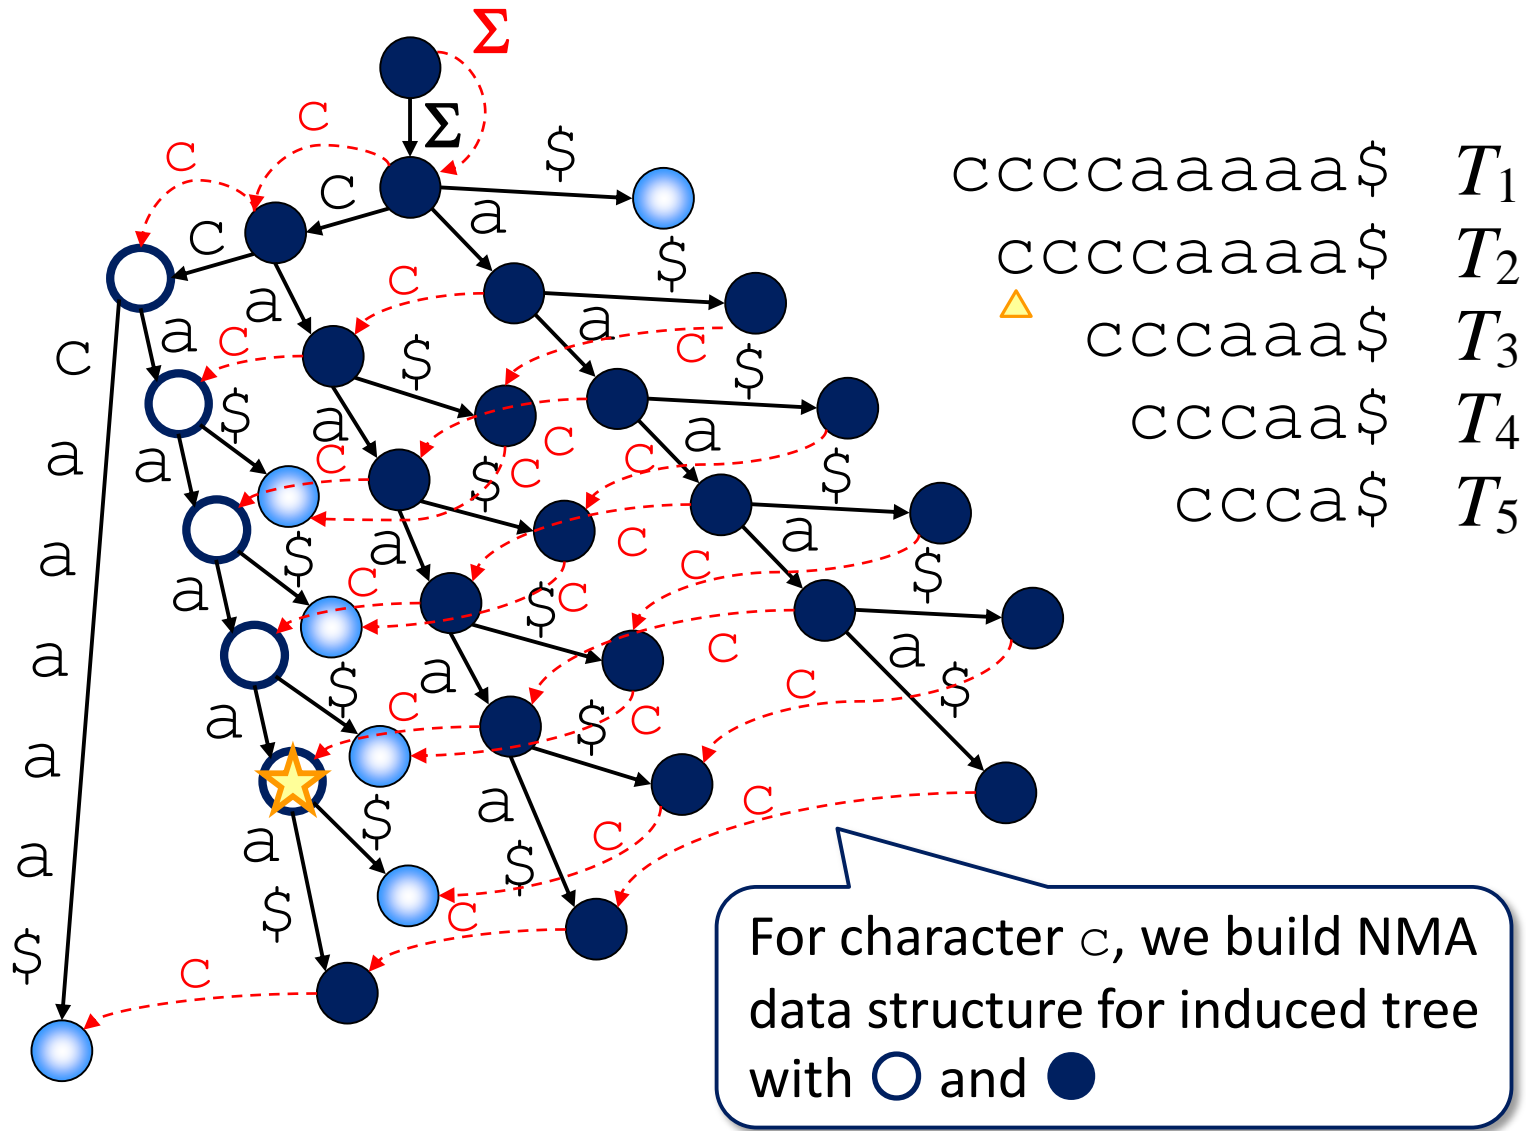 Σ
Σ
c
c
$
c
a
c
$
c
a
c
a
c
$
c
a
c
$
a
c
$
a
c
$
a
c
a
c
$
c
$
a
a
$
c
c
a
c
$
c
a
a
c
$
c
c
$
a
a
c
$
c
$
a
a
c
$
c
c
$
a
a
$
c
c
a
$
a
$
c
$
c
ccccaaaaa$ T1
ccccaaaa$ T2
cccaaa$ T3
cccaa$ T4
ccca$ T5
For character c, we build NMA
data structure for induced tree
with and